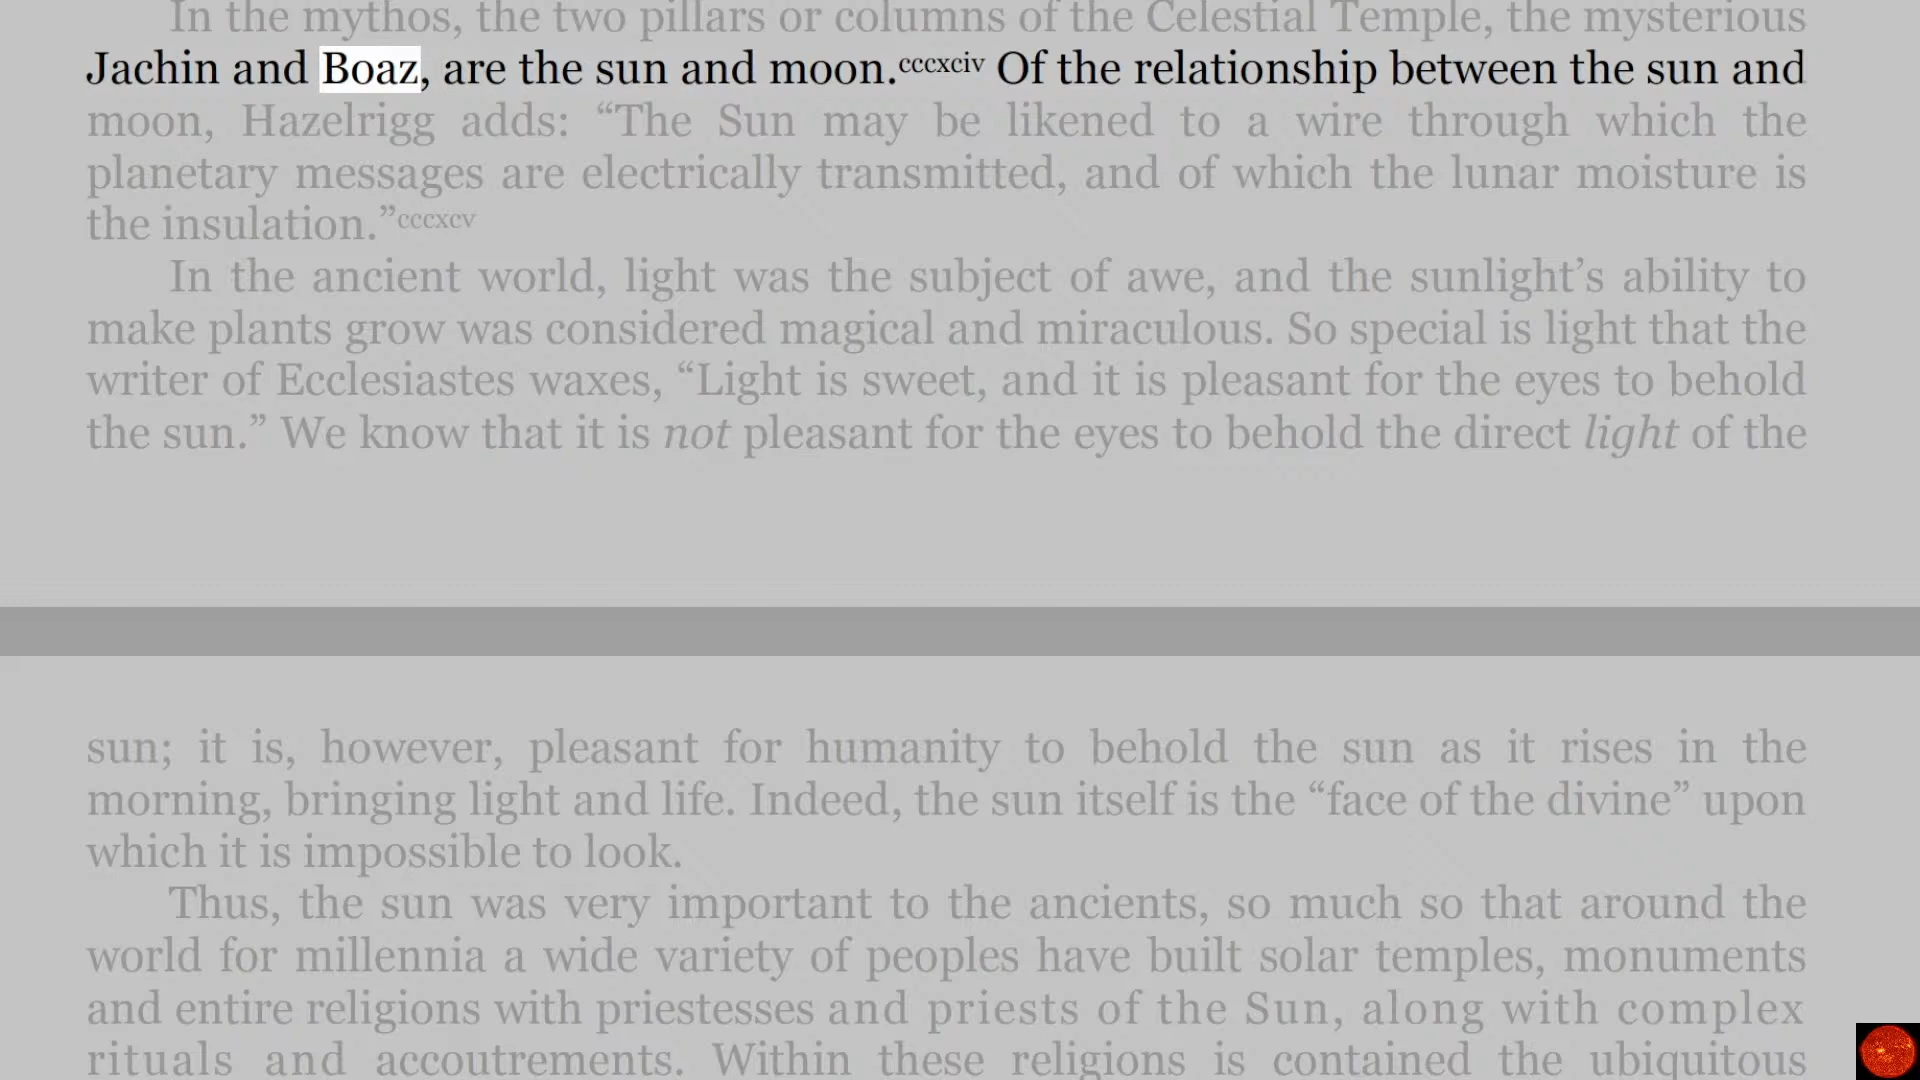 In the mythos, the two pillars or columns of the Celestial Temple, the mysterious
Jachin and Boaz, are the sun and moon.cccxciv Of the relationship between the sun and
moon, Hazelrigg adds: “The Sun may be likened to a wire through which the
planetary messages are electrically transmitted, and of which the lunar moisture is
the insulation.”cccxcv
In the ancient world, light was the subject of awe, and the sunlight’s ability to
make plants grow was considered magical and miraculous. So special is light that the
writer of Ecclesiastes waxes, “Light is sweet, and it is pleasant for the eyes to behold
the sun.” We know that it is not pleasant for the eyes to behold the direct light of the
sun; it is, however, pleasant for humanity to behold the sun as it rises in the
morning, bringing light and life. Indeed, the sun itself is the “face of the divine” upon
which it is impossible to look.
Thus, the sun was very important to the ancients, so much so that around the
world for millennia a wide variety of peoples have built solar temples, monuments
and entire religions with priestesses and priests of the Sun, along with complex
rituals and accoutrements. Within these religions is contained the ubiquitous